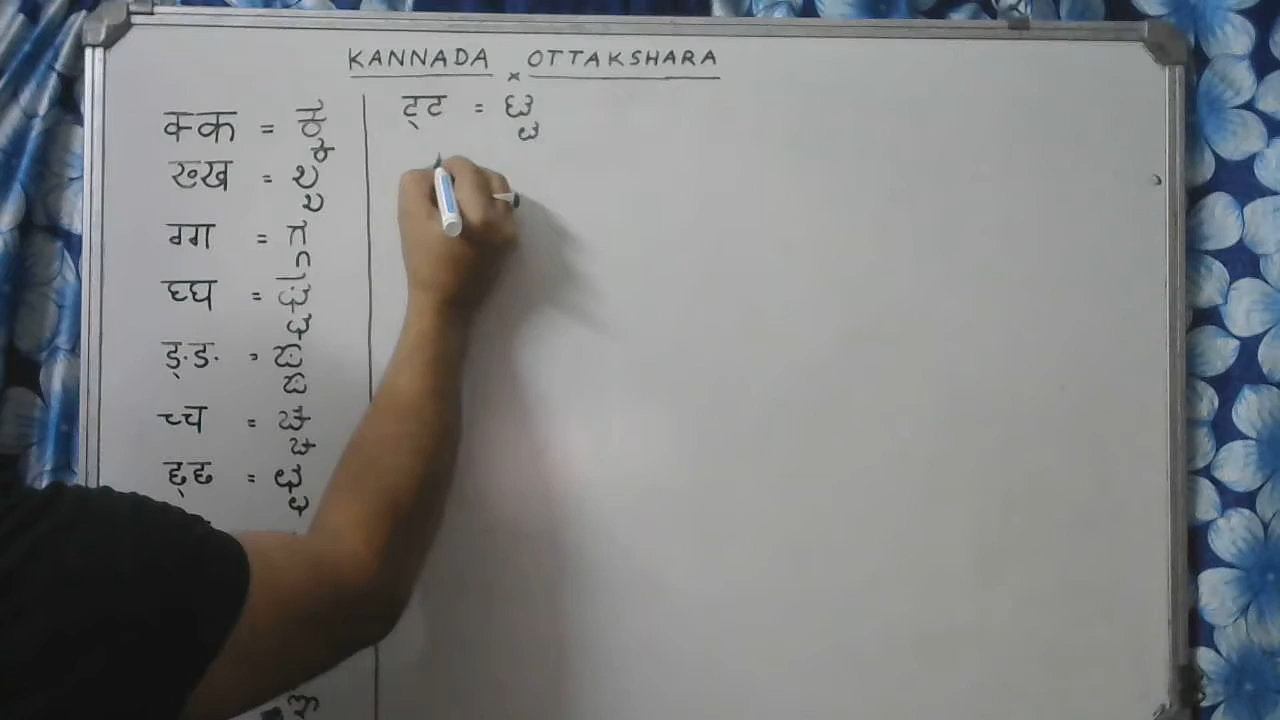 KANNADA OTTAKSHARA
क्क = ಕ್ಕ
ख्ख = ಖ್ಖ
ग्ग = ಗ್ಗ
घ्घ = ಘ್ಘ
ङ्ङ = ಙ್ಙ
च्च = ಚ್ಚ
छ्छ = ಛ್ಛ
ट्ट = ಟ್ಟ